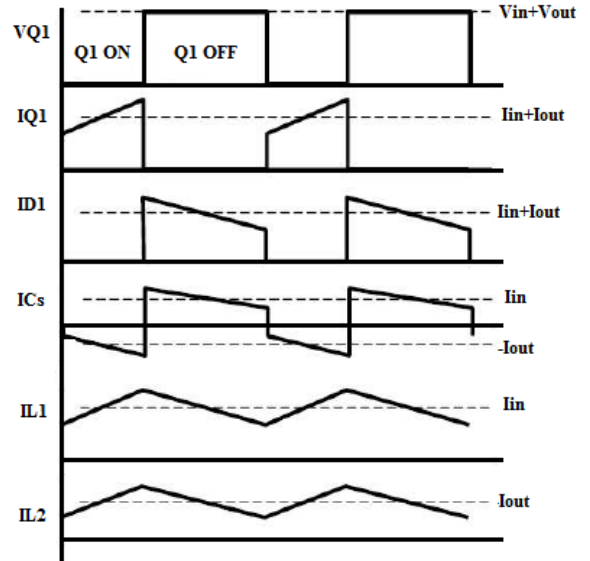 Vin+Vout
VQ1
Q1 ON
Q1 OFF
IQ1
Iin+Iout
ID1
Iin+Iout
ICs
Iin
-Iout
IL1
Iin
IL2
Iout